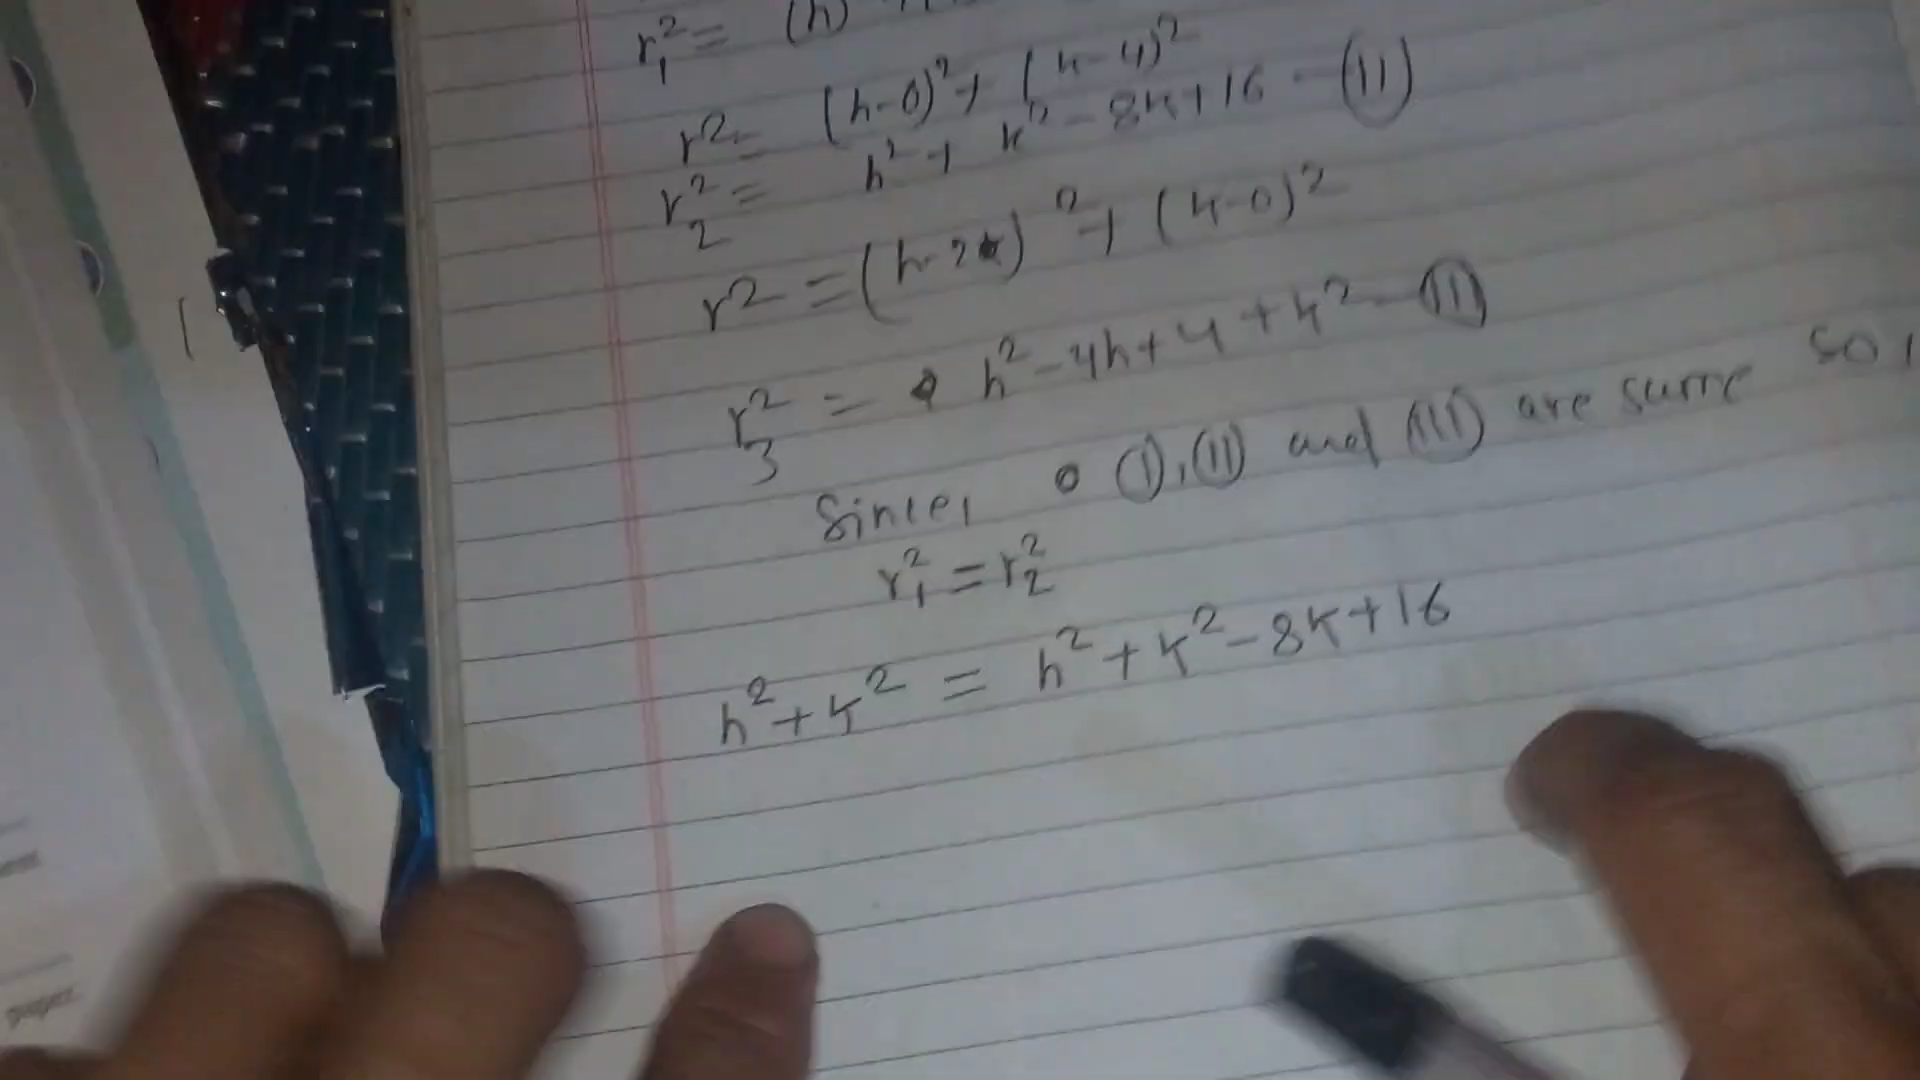 r₁² = (h)
r² = (h-0)² + (k-4)²
r₂² = h² + k² - 8k + 16 - (II)
r² = (h-2)² + (k-0)²
r₃² = h² - 4h + 4 + k² - (III)
Since, (I), (II) and (III) are same so,
r₁² = r₂²
h² + k² = h² + k² - 8k + 16